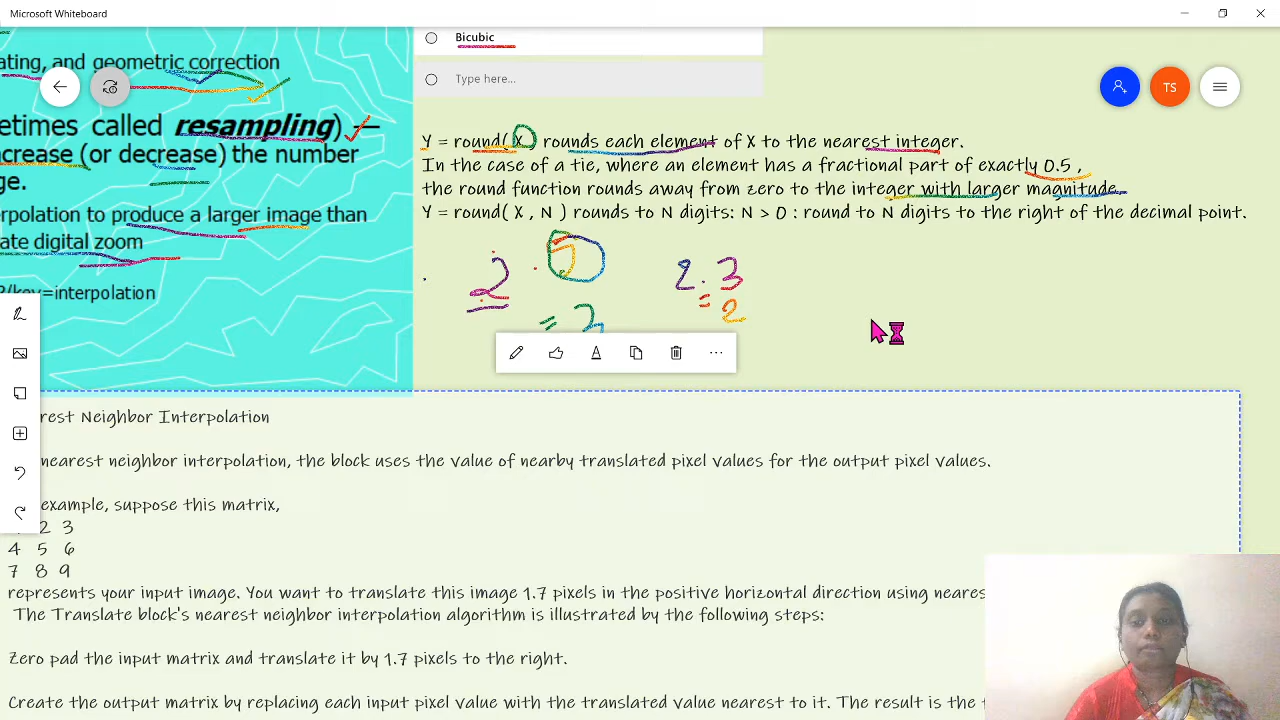 Microsoft Whiteboard
ating, and geometric correction
etimes called resampling) —
ncrease (or decrease) the number
ge.
erpolation to produce a larger image than
ate digital zoom
?/key=interpolation
Bicubic
Type here...
TS
Y = round( X ) rounds each element of X to the nearest integer.
In the case of a tie, where an element has a fractional part of exactly 0.5 ,
the round function rounds away from zero to the integer with larger magnitude.
Y = round( X , N ) rounds to N digits: N > 0 : round to N digits to the right of the decimal point.
2 . 5 2 . 3
= 3 = 2
rest Neighbor Interpolation
nearest neighbor interpolation, the block uses the value of nearby translated pixel values for the output pixel values.
example, suppose this matrix,
2 3
4 5 6
7 8 9
represents your input image. You want to translate this image 1.7 pixels in the positive horizontal direction using nearest
The Translate block's nearest neighbor interpolation algorithm is illustrated by the following steps:
Zero pad the input matrix and translate it by 1.7 pixels to the right.
Create the output matrix by replacing each input pixel value with the translated value nearest to it. The result is the